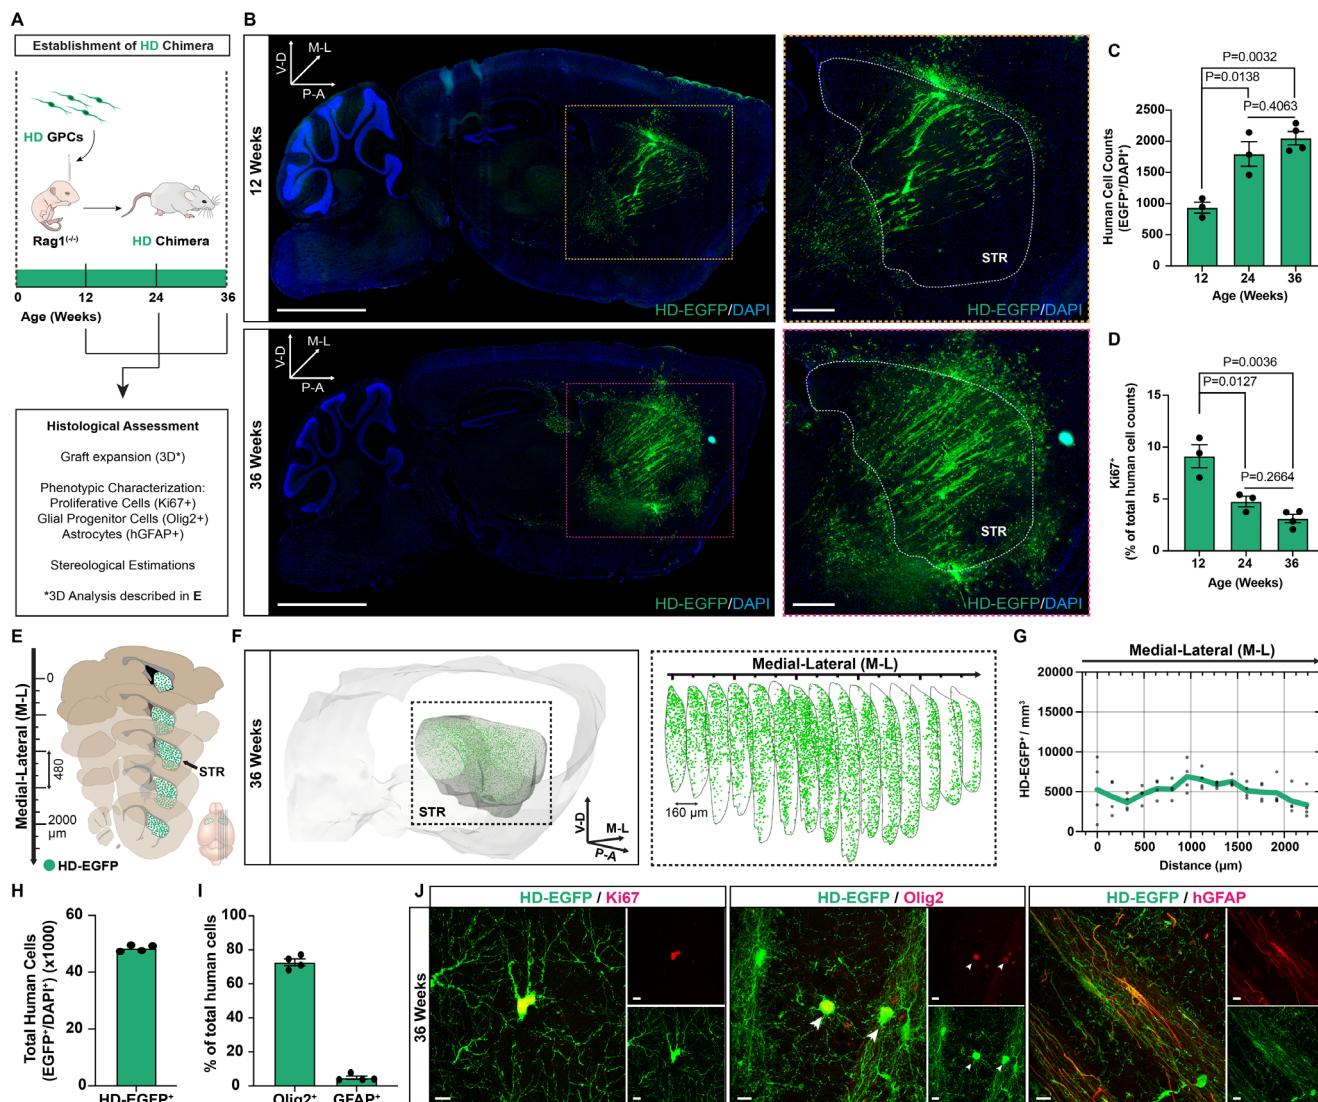 A
Establishment of HD Chimera
HD GPCs
Rag1(-/-)
HD Chimera
0 12 24 36
Age (Weeks)
Histological Assessment
Graft expansion (3D*)
Phenotypic Characterization:
Proliferative Cells (Ki67+)
Glial Progenitor Cells (Olig2+)
Astrocytes (hGFAP+)
Stereological Estimations
*3D Analysis described in E
B
12 Weeks
V-D
M-L
P-A
HD-EGFP/DAPI
STR
HD-EGFP/DAPI
36 Weeks
V-D
M-L
P-A
HD-EGFP/DAPI
STR
HD-EGFP/DAPI
C
P=0.0032
P=0.0138
P=0.4063
Human Cell Counts
(EGFP⁺/DAPI⁺)
2500
2000
1500
1000
500
0
12 24 36
Age (Weeks)
D
P=0.0036
P=0.0127
P=0.2664
Ki67⁺
(% of total human cell counts)
15
10
5
0
12 24 36
Age (Weeks)
E
Medial-Lateral (M-L)
0
480
2000
μm
STR
HD-EGFP
F
36 Weeks
STR
V-D
M-L
P-A
Medial-Lateral (M-L)
160 μm
G
Medial-Lateral (M-L)
HD-EGFP⁺/ mm³
20000
15000
10000
5000
0
0 500 1000 1500 2000
Distance (μm)
H
Total Human Cells
(EGFP⁺/DAPI⁺) (x1000)
60
40
20
0
HD-EGFP⁺
I
% of total human cells
100
80
60
40
20
0
Olig2⁺ GFAP⁺
J
36 Weeks
HD-EGFP / Ki67
HD-EGFP / Olig2
HD-EGFP / hGFAP